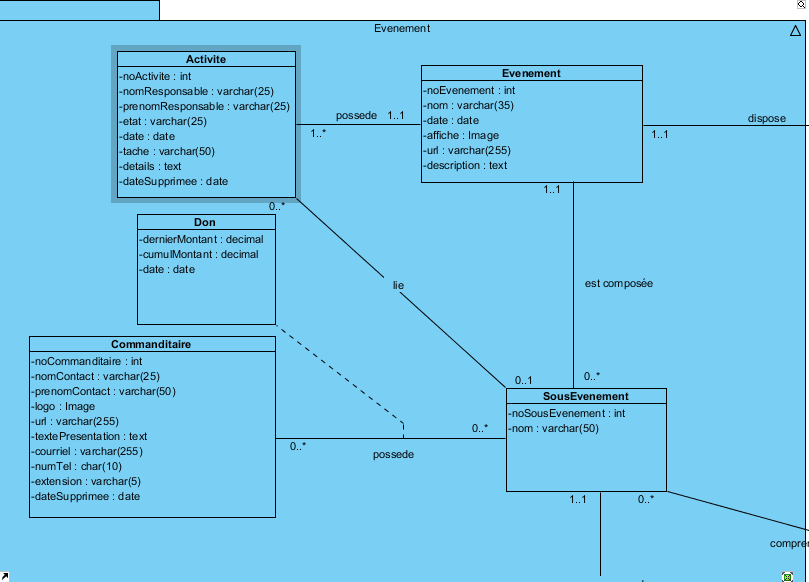 Evenement
Activite
-noActivite : int
-nomResponsable : varchar(25)
-prenomResponsable : varchar(25)
-etat : varchar(25)
-date : date
-tache : varchar(50)
-details : text
-dateSupprimee : date
possede
1..1
1..*
Evenement
-noEvenement : int
-nom : varchar(35)
-date : date
-affiche : Image
-url : varchar(255)
-description : text
dispose
1..1
1..1
0..*
Don
-dernierMontant : decimal
-cumulMontant : decimal
-date : date
lie
est composée
Commanditaire
-noCommanditaire : int
-nomContact : varchar(25)
-prenomContact : varchar(50)
-logo : Image
-url : varchar(255)
-textePresentation : text
-courriel : varchar(255)
-numTel : char(10)
-extension : varchar(5)
-dateSupprimee : date
0..1
0..*
SousEvenement
-noSousEvenement : int
-nom : varchar(50)
0..*
0..*
possede
1..1
0..*
compre